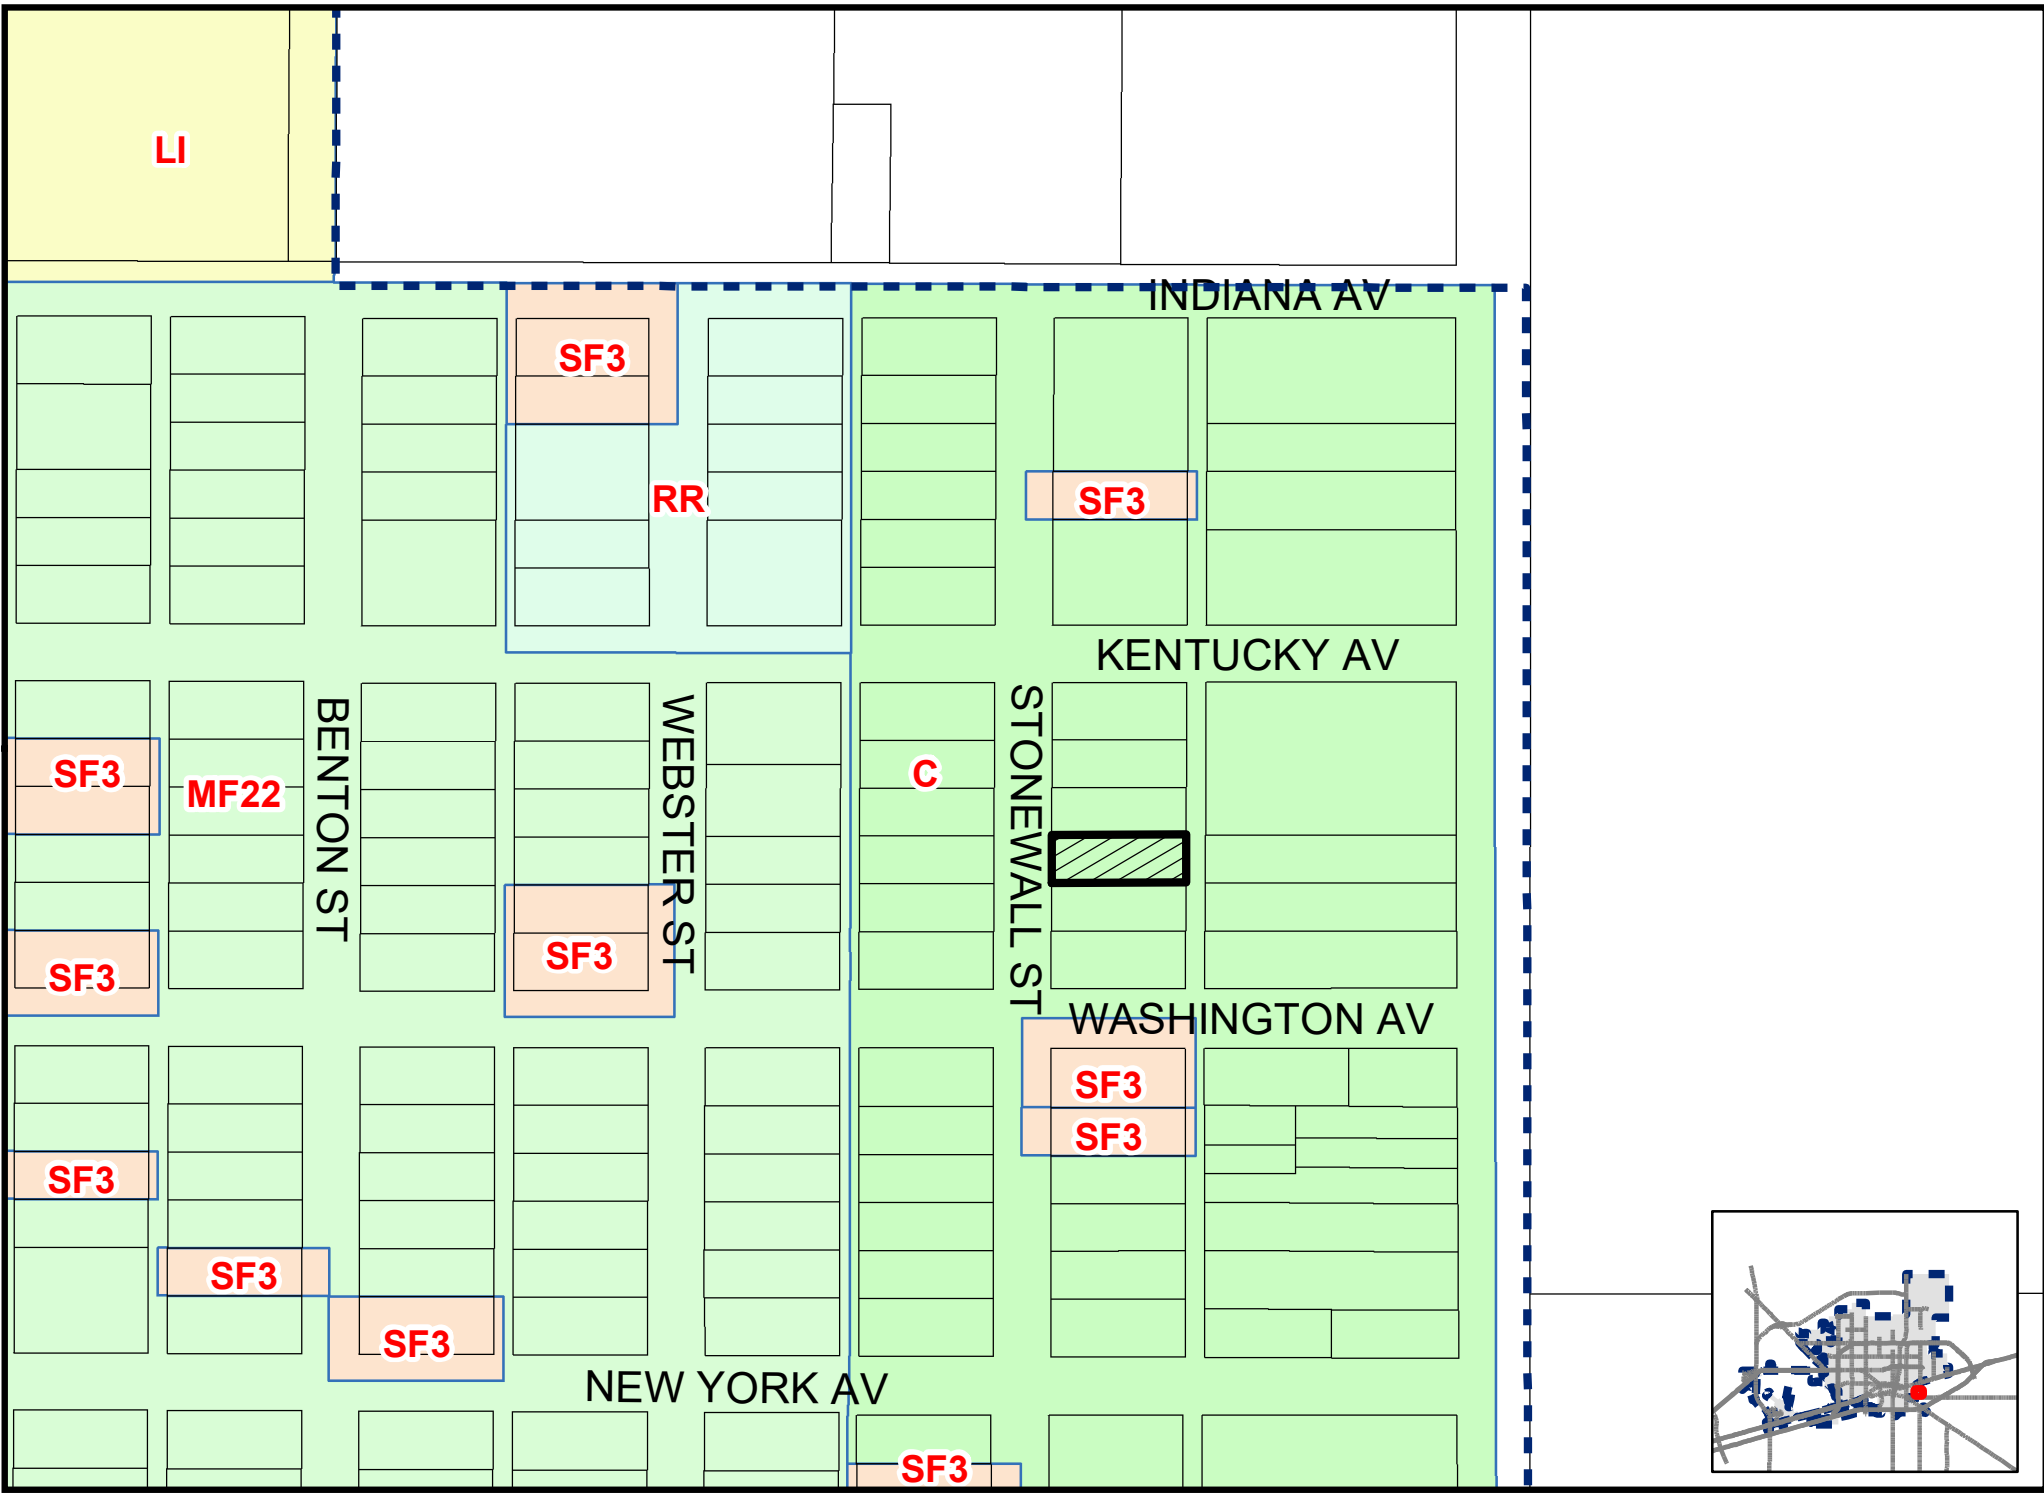 LI
INDIANA AV
SF3
RR
SF3
KENTUCKY AV
BENTON ST
WEBSTER ST
STONEWALL ST
SF3
MF22
C
SF3
SF3
WASHINGTON AV
SF3
SF3
SF3
SF3
SF3
NEW YORK AV
SF3